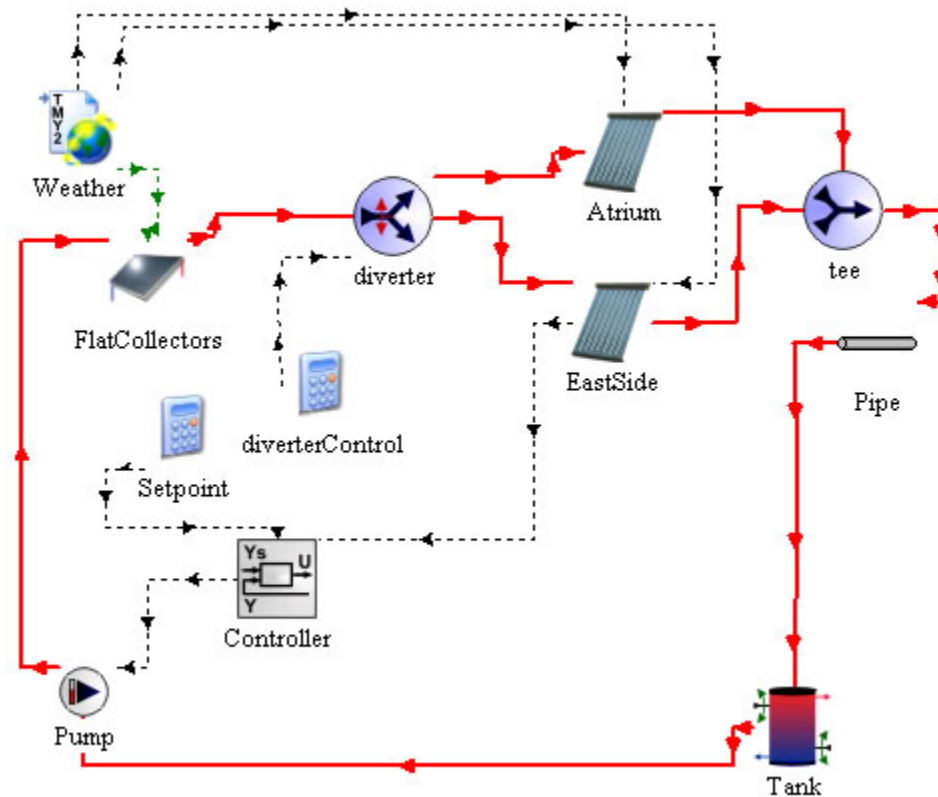 TMY2
Weather
Atrium
diverter
tee
FlatCollectors
EastSide
Pipe
diverterControl
Setpoint
Ys
U
Y
Controller
Pump
Tank